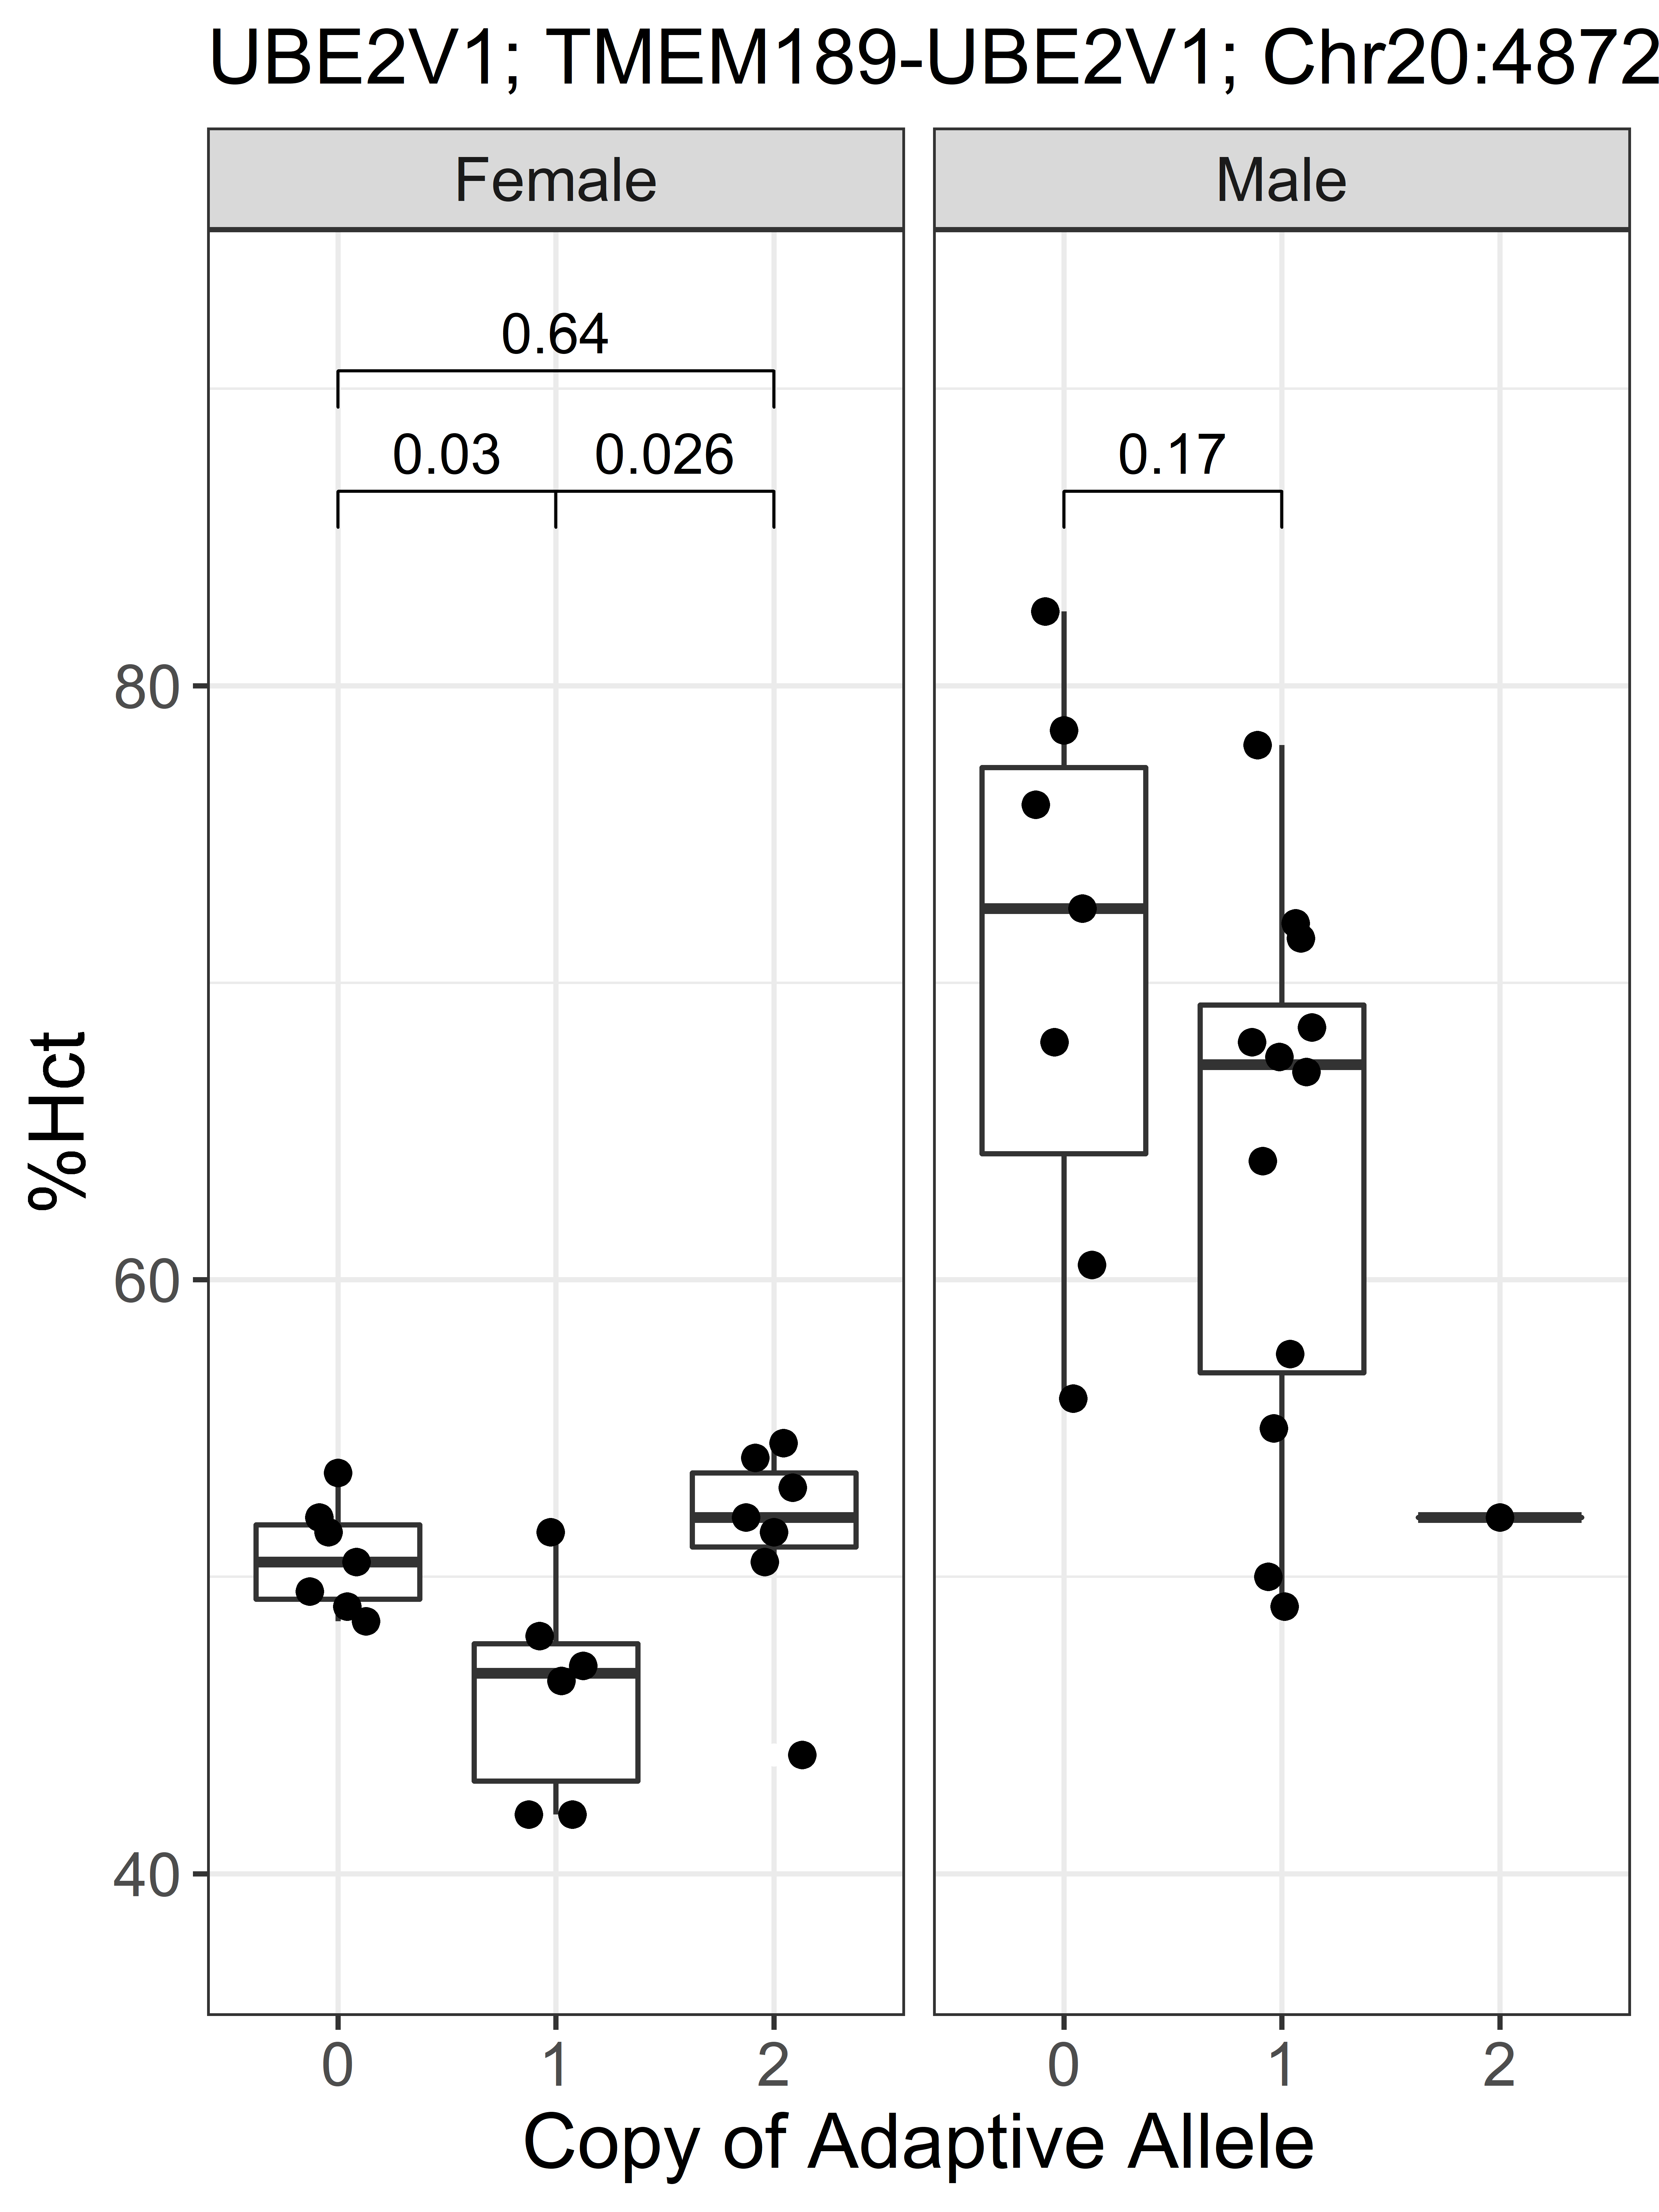 UBE2V1; TMEM189-UBE2V1; Chr20:4872
Female Male
0.64
0.03 0.026 0.17
80
60
40
%Hct
0 1 2 0 1 2
Copy of Adaptive Allele